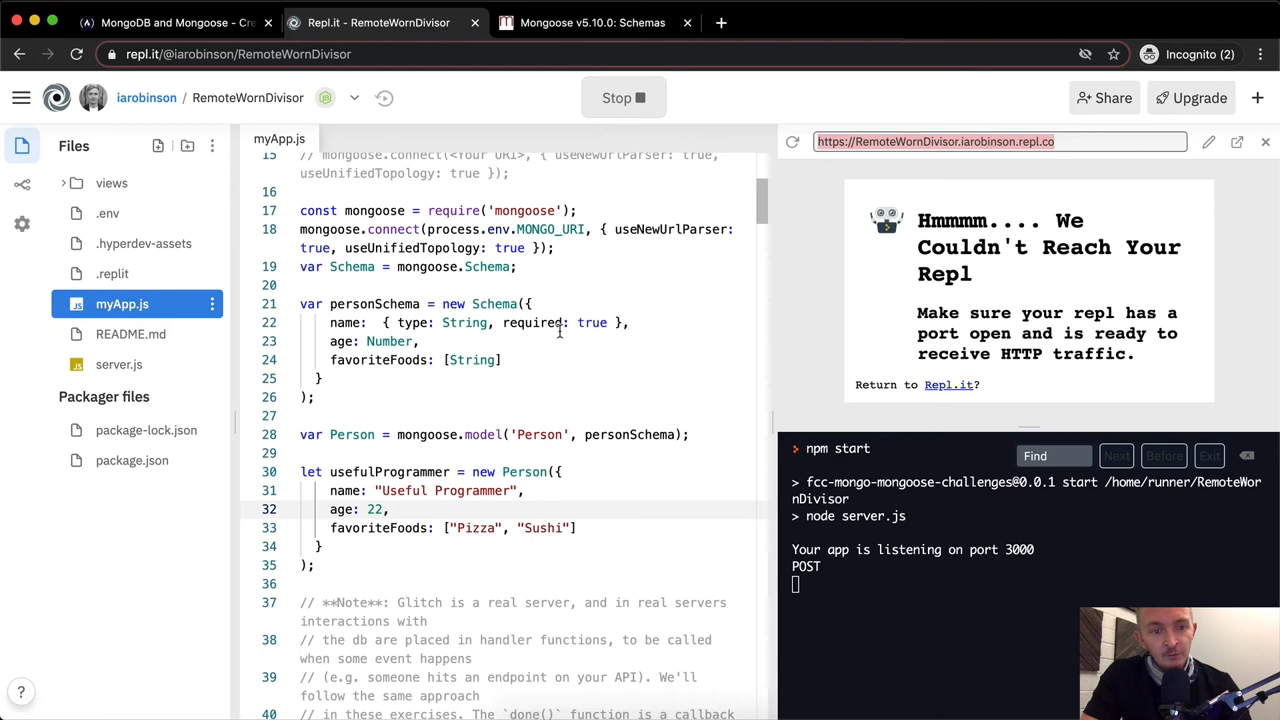 MongoDB and Mongoose - Cre
Repl.it - RemoteWornDivisor
Mongoose v5.10.0: Schemas
repl.it/@iarobinson/RemoteWornDivisor
Incognito (2)
iarobinson / RemoteWornDivisor
Stop
Share
Upgrade
Files
views
.env
.hyperdev-assets
.replit
myApp.js
README.md
server.js
Packager files
package-lock.json
package.json
?
myApp.js
15 // mongoose.connect(<Your URI>, { useNewUrlParser: true,
useUnifiedTopology: true });
16
17 const mongoose = require('mongoose');
18 mongoose.connect(process.env.MONGO_URI, { useNewUrlParser:
true, useUnifiedTopology: true });
19 var Schema = mongoose.Schema;
20
21 var personSchema = new Schema({
22 name: { type: String, required: true },
23 age: Number,
24 favoriteFoods: [String]
25 }
26 );
27
28 var Person = mongoose.model('Person', personSchema);
29
30 let usefulProgrammer = new Person({
31 name: "Useful Programmer",
32 age: 22,
33 favoriteFoods: ["Pizza", "Sushi"]
34 }
35 );
36
37 // **Note**: Glitch is a real server, and in real servers
interactions with
38 // the db are placed in handler functions, to be called
when some event happens
39 // (e.g. someone hits an endpoint on your API). We'll
follow the same approach
40 // in these exercises. The `done()` function is a callback
https://RemoteWornDivisor.iarobinson.repl.co
Hmmmm.... We
Couldn't Reach Your
Repl
Make sure your repl has a
port open and is ready to
receive HTTP traffic.
Return to Repl.it?
npm start
Find
Next
Before
Exit
> fcc-mongo-mongoose-challenges@0.0.1 start /home/runner/RemoteWor
nDivisor
> node server.js
Your app is listening on port 3000
POST